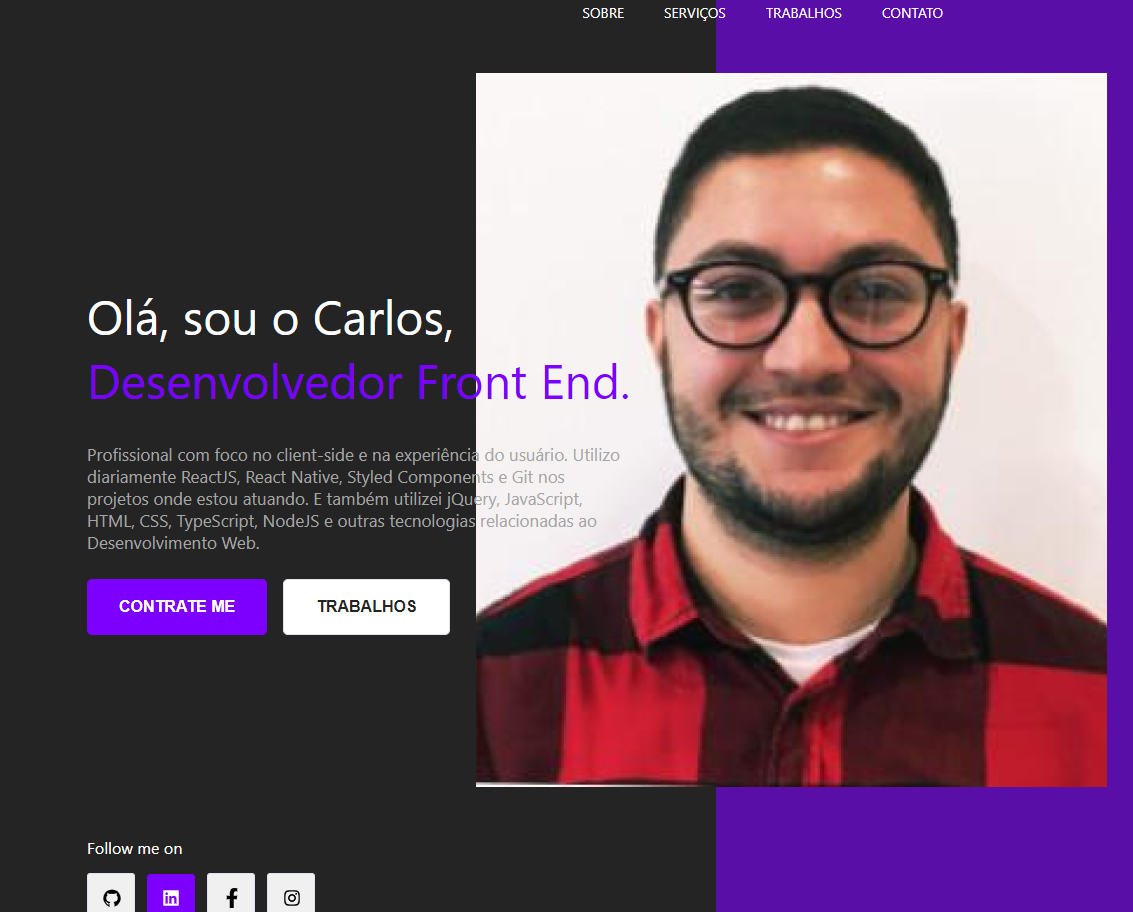 SOBRE SERVIÇOS TRABALHOS CONTATO
Olá, sou o Carlos,
Desenvolvedor Front End.
Profissional com foco no client-side e na experiência do usuário. Utilizo
diariamente ReactJS, React Native, Styled Components e Git nos
projetos onde estou atuando. E também utilizei jQuery, JavaScript,
HTML, CSS, TypeScript, NodeJS e outras tecnologias relacionadas ao
Desenvolvimento Web.
CONTRATE ME TRABALHOS
Follow me on